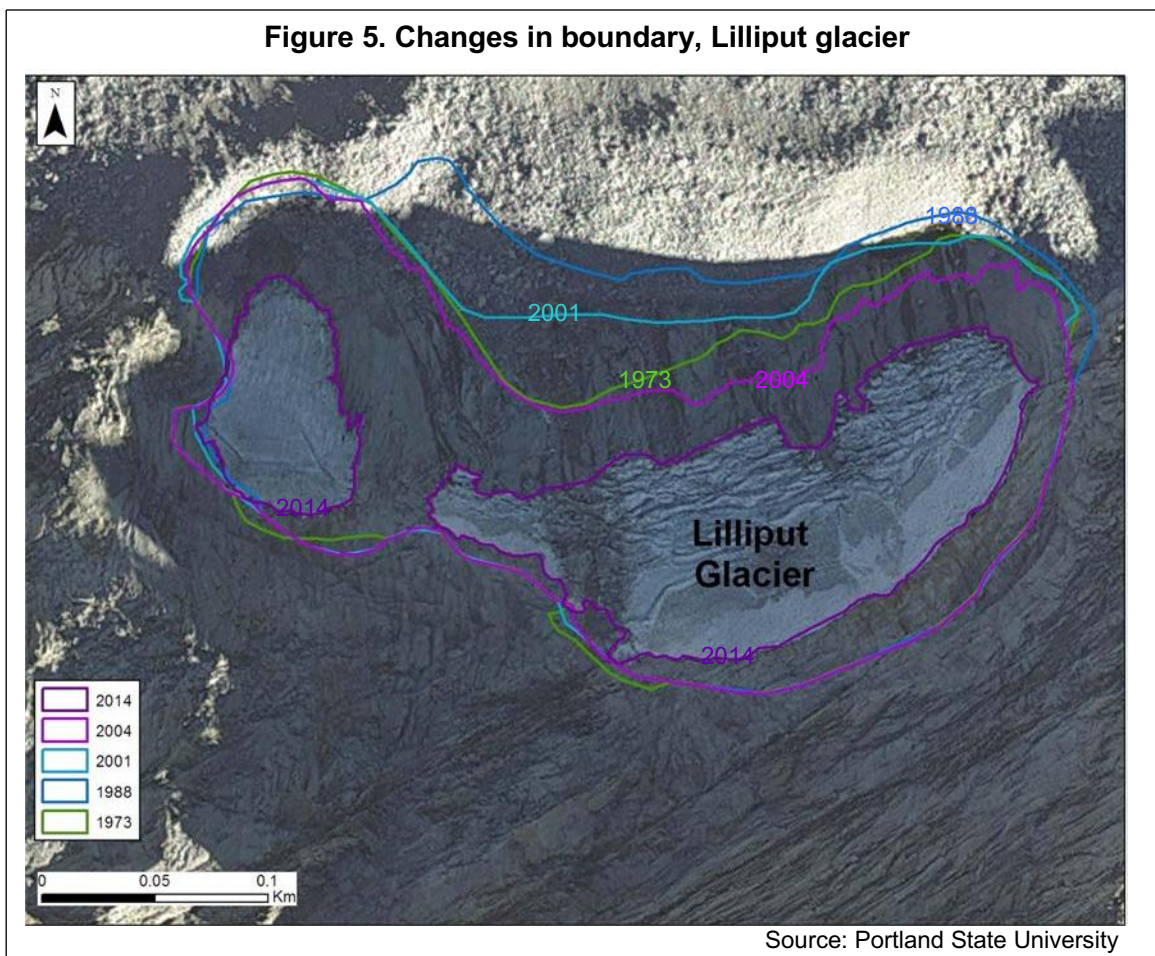 Figure 5. Changes in boundary, Lilliput glacier
N
1988
2001
1973
2004
2014
Lilliput
Glacier
2014
2014
2004
2001
1988
1973
0 0.05 0.1
Km
Source: Portland State University